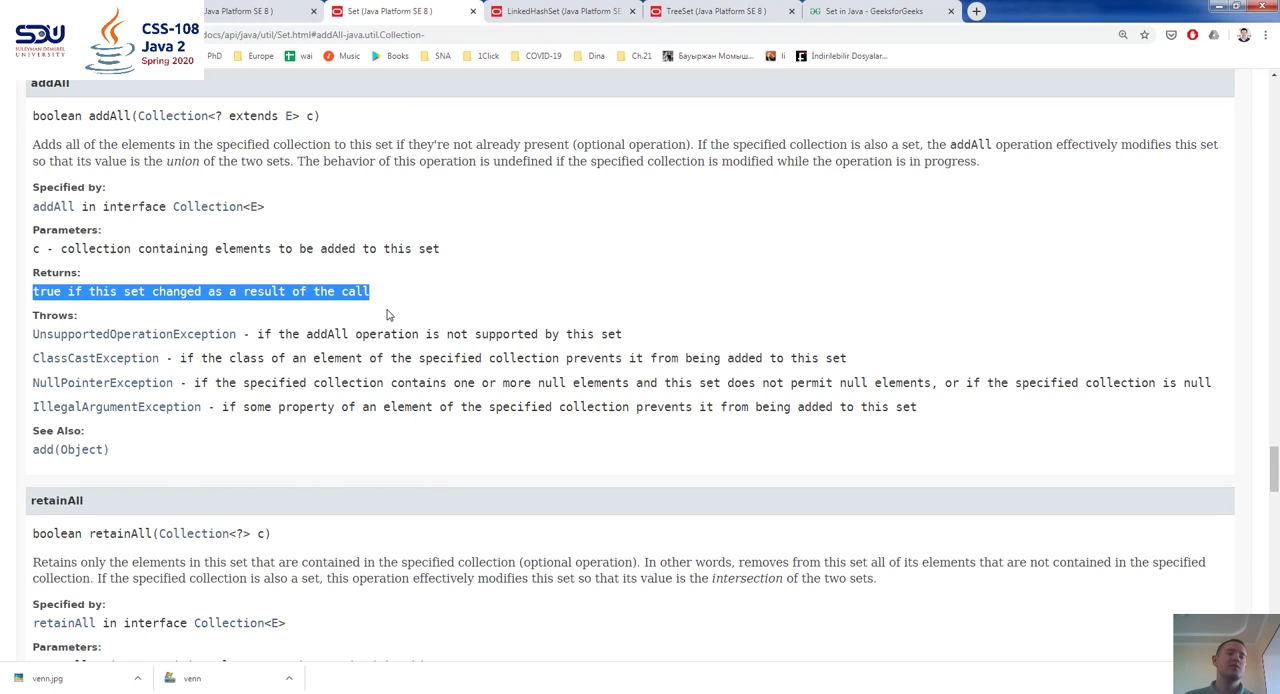 SDU
SULEYMAN DEMIREL
UNIVERSITY
Java
CSS-108
Java 2
Spring 2020
(Java Platform SE 8 )
Set (Java Platform SE 8 )
LinkedHashSet (Java Platform SE
TreeSet (Java Platform SE 8 )
Set in Java - GeeksforGeeks
docs/api/java/util/Set.html#addAll-java.util.Collection-
PhD
Europe
wai
Music
Books
SNA
1Click
COVID-19
Dina
Ch.21
Бауыржан Момыш...
li
İndirilebilir Dosyalar...
addAll
boolean addAll(Collection<? extends E> c)
Adds all of the elements in the specified collection to this set if they're not already present (optional operation). If the specified collection is also a set, the addAll operation effectively modifies this set
so that its value is the union of the two sets. The behavior of this operation is undefined if the specified collection is modified while the operation is in progress.
Specified by:
addAll in interface Collection<E>
Parameters:
c - collection containing elements to be added to this set
Returns:
true if this set changed as a result of the call
Throws:
UnsupportedOperationException - if the addAll operation is not supported by this set
ClassCastException - if the class of an element of the specified collection prevents it from being added to this set
NullPointerException - if the specified collection contains one or more null elements and this set does not permit null elements, or if the specified collection is null
IllegalArgumentException - if some property of an element of the specified collection prevents it from being added to this set
See Also:
add(Object)
retainAll
boolean retainAll(Collection<?> c)
Retains only the elements in this set that are contained in the specified collection (optional operation). In other words, removes from this set all of its elements that are not contained in the specified
collection. If the specified collection is also a set, this operation effectively modifies this set so that its value is the intersection of the two sets.
Specified by:
retainAll in interface Collection<E>
Parameters:
venn.jpg
venn